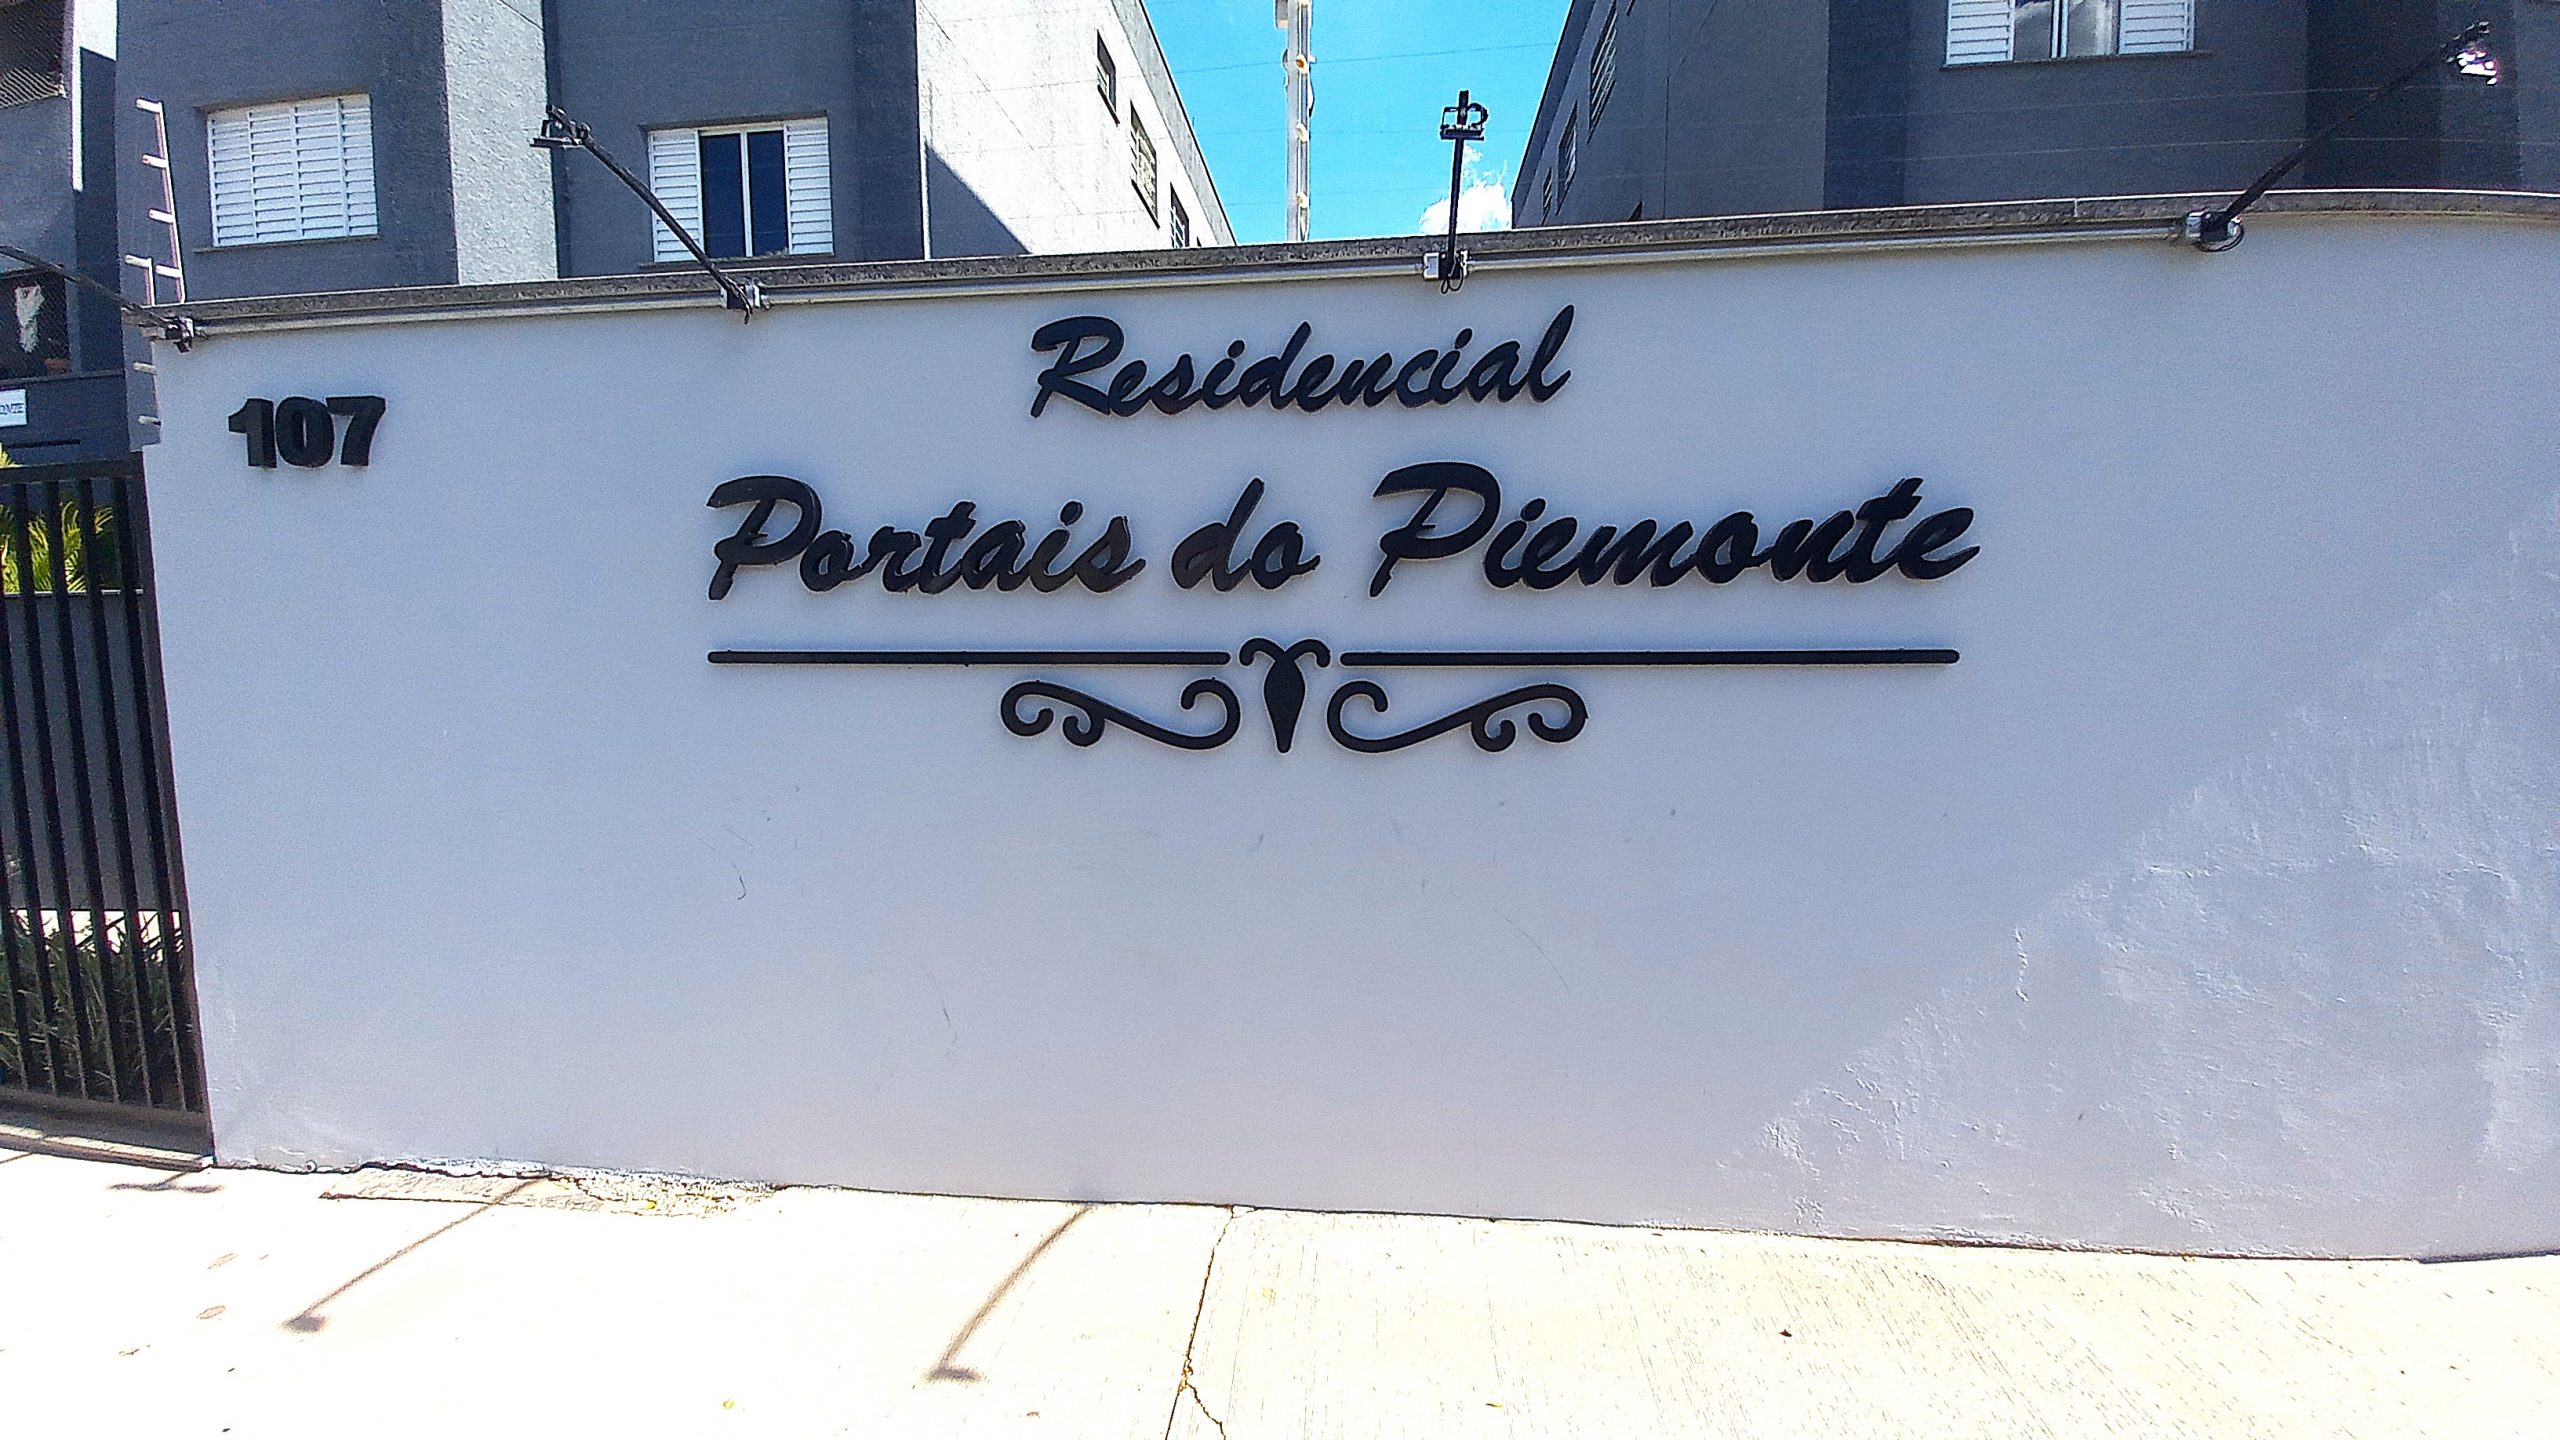 107
Residencial
Portais do Piemonte